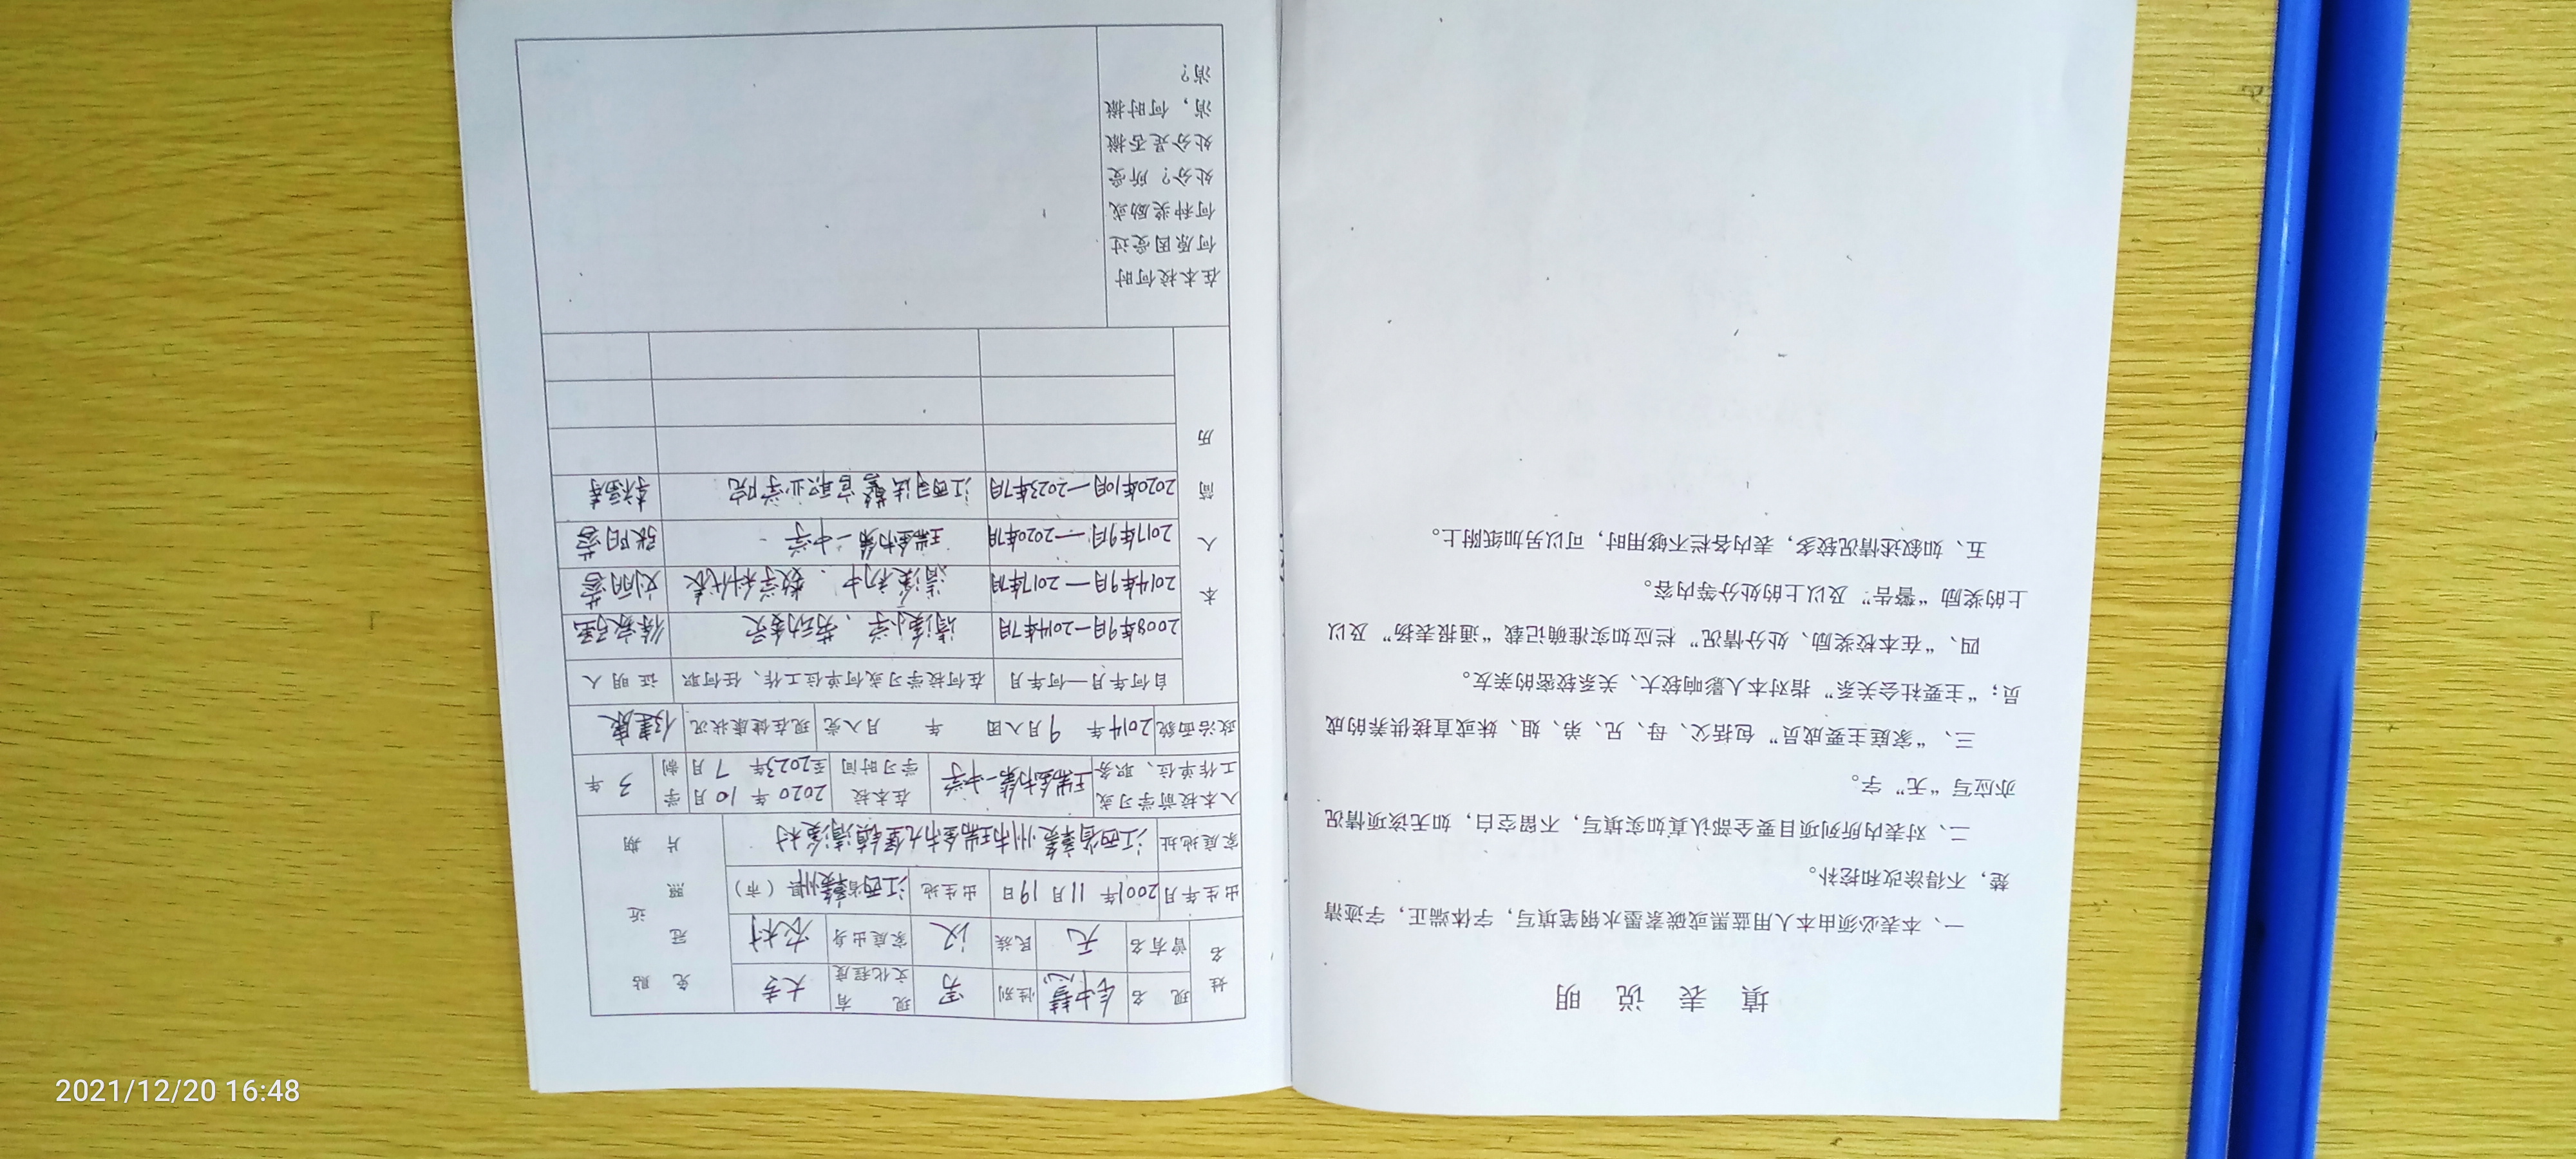 填 表 说 明
一、本表必须由本人用蓝黑或碳素墨水钢笔填写，字体端正，字迹清
楚，不得涂改和挖补。
二、对表内所列项目要全部认真如实填写，不留空白，如无该项情况
亦应写“无”字。
三、“家庭主要成员”包括父、母、兄、弟、姐、妹或直接供养的成
员；“主要社会关系”指对本人影响较大、关系较密的亲友。
四、“在本校奖励、处分情况”栏应如实准确记载“通报表扬”及以
上的奖励“警告”及以上的处分等内容。
五、如叙述情况较多，表内各栏不够用时，可以另加纸附上。
姓名 现名 钟慧 性别 男 现有文化程度 大专
曾有名 无 民族 汉 家庭出身 农村
贴近期免冠照片
出生年月 2001年 11月 19日 出生地 江西省赣州县（市）
家庭地址 江西省赣州市瑞金市九堡镇清溪村
入本校前学习或工作单位、职务 瑞金市第一中学 在本校学习时间 2020年 10月至2023年 7月 学制 3年
政治面貌 2014年 9月入团 年 月入党 现在健康状况 健康
本人简历
自何年月—何年月 在何校学习或何单位工作、任何职 证明人
2008年9月—2014年7月 清溪小学、劳动委员 徐家强
2014年9月—2017年7月 清溪初中、数学科代表 刘丽蓉
2017年9月—2020年7月 瑞金市第一中学 张阳蓉
2020年10月—2023年7月 江西司法警官职业学院 李福寿
在本校何时
何原因受过
何种奖励或
处分？所受
处分是否撤
消，何时撤
消？
2021/12/20 16:48